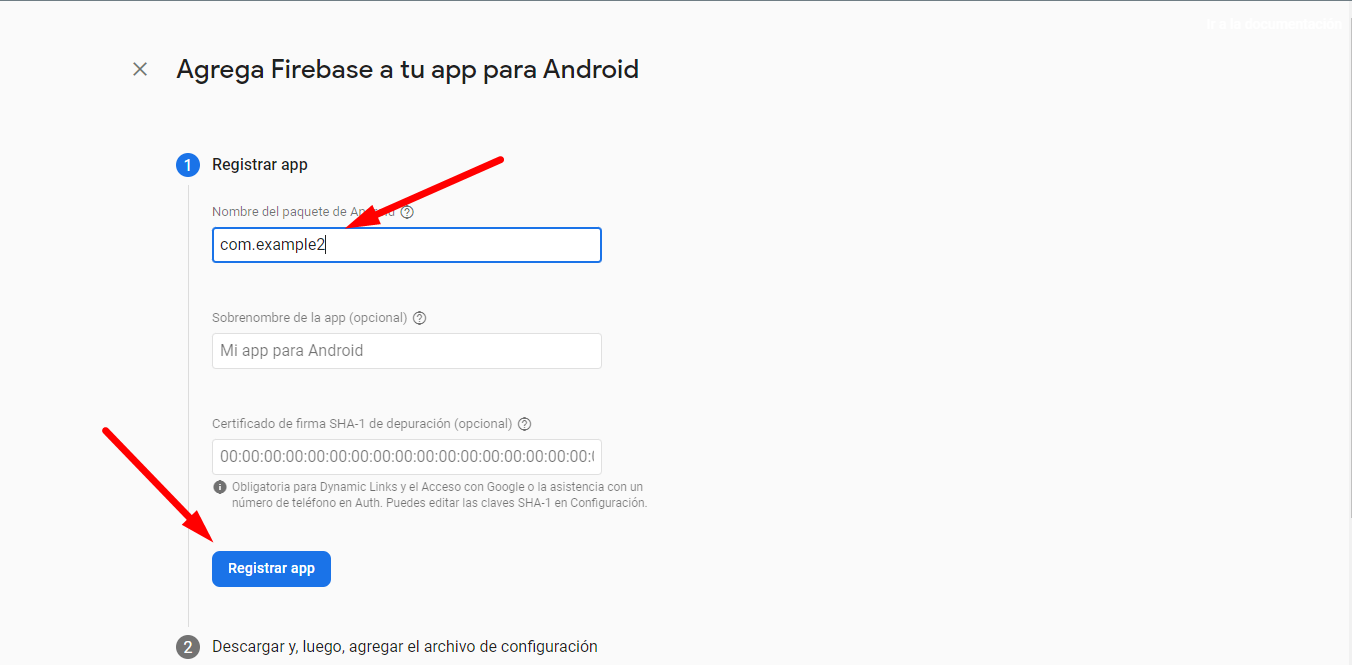 Ir a la documentación
Agrega Firebase a tu app para Android
1 Registrar app
Nombre del paquete de Android
com.example2
Sobrenombre de la app (opcional)
Mi app para Android
Certificado de firma SHA-1 de depuración (opcional)
00:00:00:00:00:00:00:00:00:00:00:00:00:00:00:00:00:
Obligatoria para Dynamic Links y el Acceso con Google o la asistencia con un
número de teléfono en Auth. Puedes editar las claves SHA-1 en Configuración.
Registrar app
2 Descargar y, luego, agregar el archivo de configuración